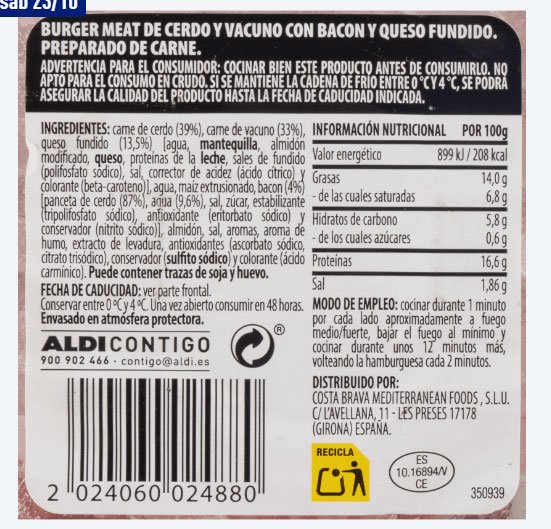 sáb 23/10
BURGER MEAT DE CERDO Y VACUNO CON BACON Y QUESO FUNDIDO.
PREPARADO DE CARNE.
ADVERTENCIA PARA EL CONSUMIDOR: COCINAR BIEN ESTE PRODUCTO ANTES DE CONSUMIRLO. NO
APTO PARA EL CONSUMO EN CRUDO. SI SE MANTIENE LA CADENA DE FRIO ENTRE 0 °C Y 4 °C, SE PODRÁ
ASEGURAR LA CALIDAD DEL PRODUCTO HASTA LA FECHA DE CADUCIDAD INDICADA.
INGREDIENTES: carne de cerdo (39%), carne de vacuno (33%),
queso fundido (13,5%) [agua, mantequilla, almidón
modificado, queso, proteínas de la leche, sales de fundido
(polifosfato sódico), sal, corrector de acidez (ácido cítrico) y
colorante (beta-caroteno)], agua, maíz extrusionado, bacon (4%)
[panceta de cerdo (87%), agua (9,6%), sal, zúcar, estabilizante
(tripolifosfato sódico), antioxidante (eritorbato sódico) y
conservador (nitrito sódico)], almidón, sal, aromas, aroma de
humo, extracto de levadura, antioxidantes (ascorbato sódico,
citrato trisódico), conservador (sulfito sódico) y colorante (ácido
carmínico). Puede contener trazas de soja y huevo.
FECHA DE CADUCIDAD: ver parte frontal.
Conservar entre 0 °C y 4 °C. Una vez abierto consumir en 48 horas.
Envasado en atmósfera protectora.
ALDI CONTIGO
900 902 466 · contigo@aldi.es
®
2 024060 024880
INFORMACIÓN NUTRICIONAL POR 100g
Valor energético 899 kJ / 208 kcal
Grasas 14,0 g
- de las cuales saturadas 6,8 g
Hidratos de carbono 5,8 g
- de los cuales azúcares 0,6 g
Proteínas 16,6 g
Sal 1,86 g
MODO DE EMPLEO: cocinar durante 1 minuto
por cada lado aproximadamente a fuego
medio/fuerte, bajar el fuego al mínimo y
cocinar durante unos 12 minutos más,
volteando la hamburguesa cada 2 minutos.
DISTRIBUIDO POR:
COSTA BRAVA MEDITERRANEAN FOODS, S.L.U.
C/ L'AVELLANA, 11 - LES PRESES 17178
(GIRONA) ESPAÑA.
RECICLA
ES
10.16894/V
CE
350939